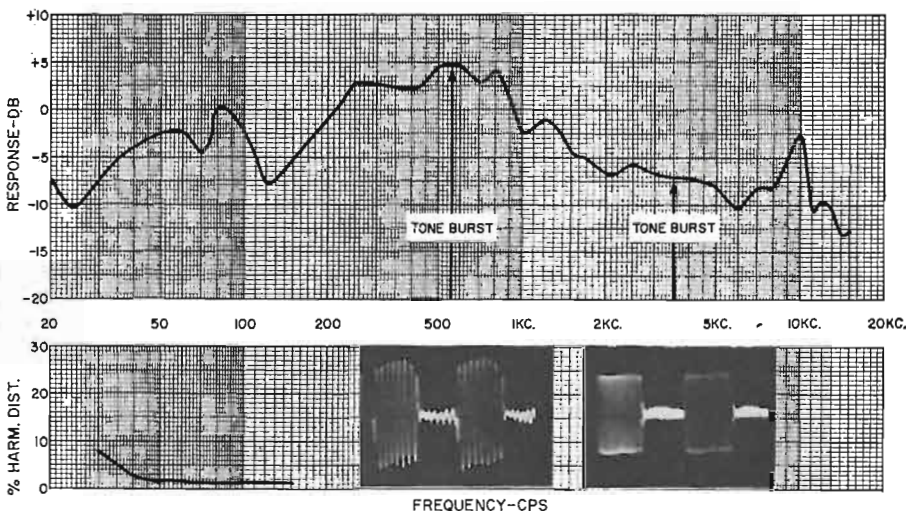 +10
+5
0
-5
-10
-15
-20
RESPONSE-DB
TONE BURST
TONE BURST
20 50 100 200 500 1KC. 2KC. 5KC. 10KC. 20KC.
30
20
10
0
% HARM. DIST.
FREQUENCY-CPS